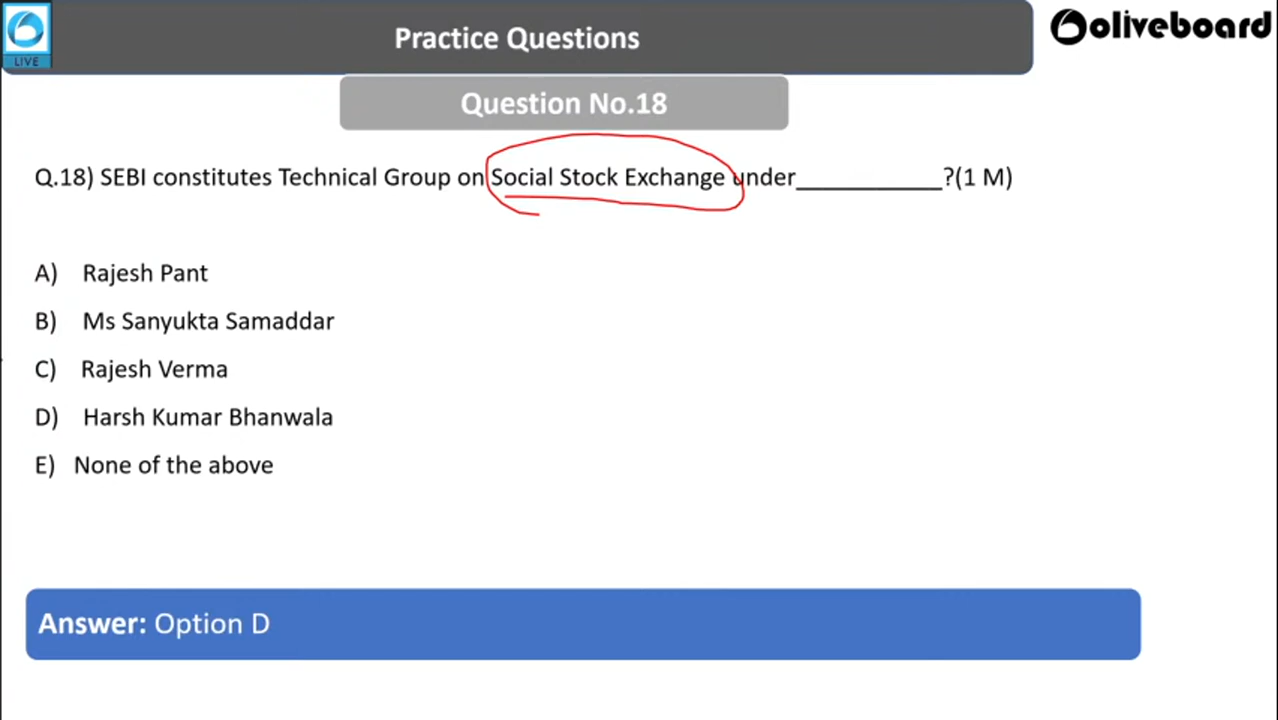 LIVE
Practice Questions
oliveboard
Question No.18
Q.18) SEBI constitutes Technical Group on Social Stock Exchange under___________?(1 M)
A) Rajesh Pant
B) Ms Sanyukta Samaddar
C) Rajesh Verma
D) Harsh Kumar Bhanwala
E) None of the above
Answer: Option D